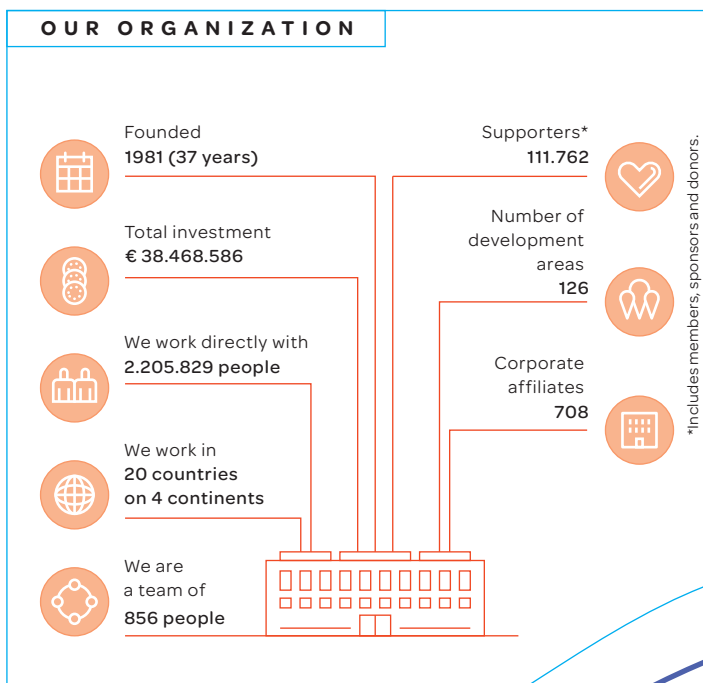 OUR ORGANIZATION
Founded
1981 (37 years)
Total investment
€ 38.468.586
We work directly with
2.205.829 people
We work in
20 countries
on 4 continents
We are
a team of
856 people
Supporters*
111.762
Number of
development
areas
126
Corporate
affiliates
708
*Includes members, sponsors and donors.